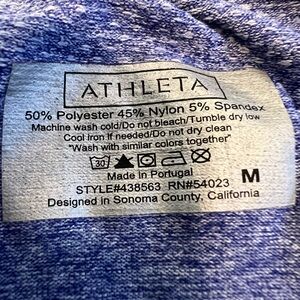 ATHLETA
50% Polyester 45% Nylon 5% Spandex
Machine wash cold/Do not bleach/Tumble dry low
Cool iron if needed/Do not dry clean
"Wash with similar colors together"
30
Made in Portugal
STYLE#438563 RN#54023 M
Designed in Sonoma County, California